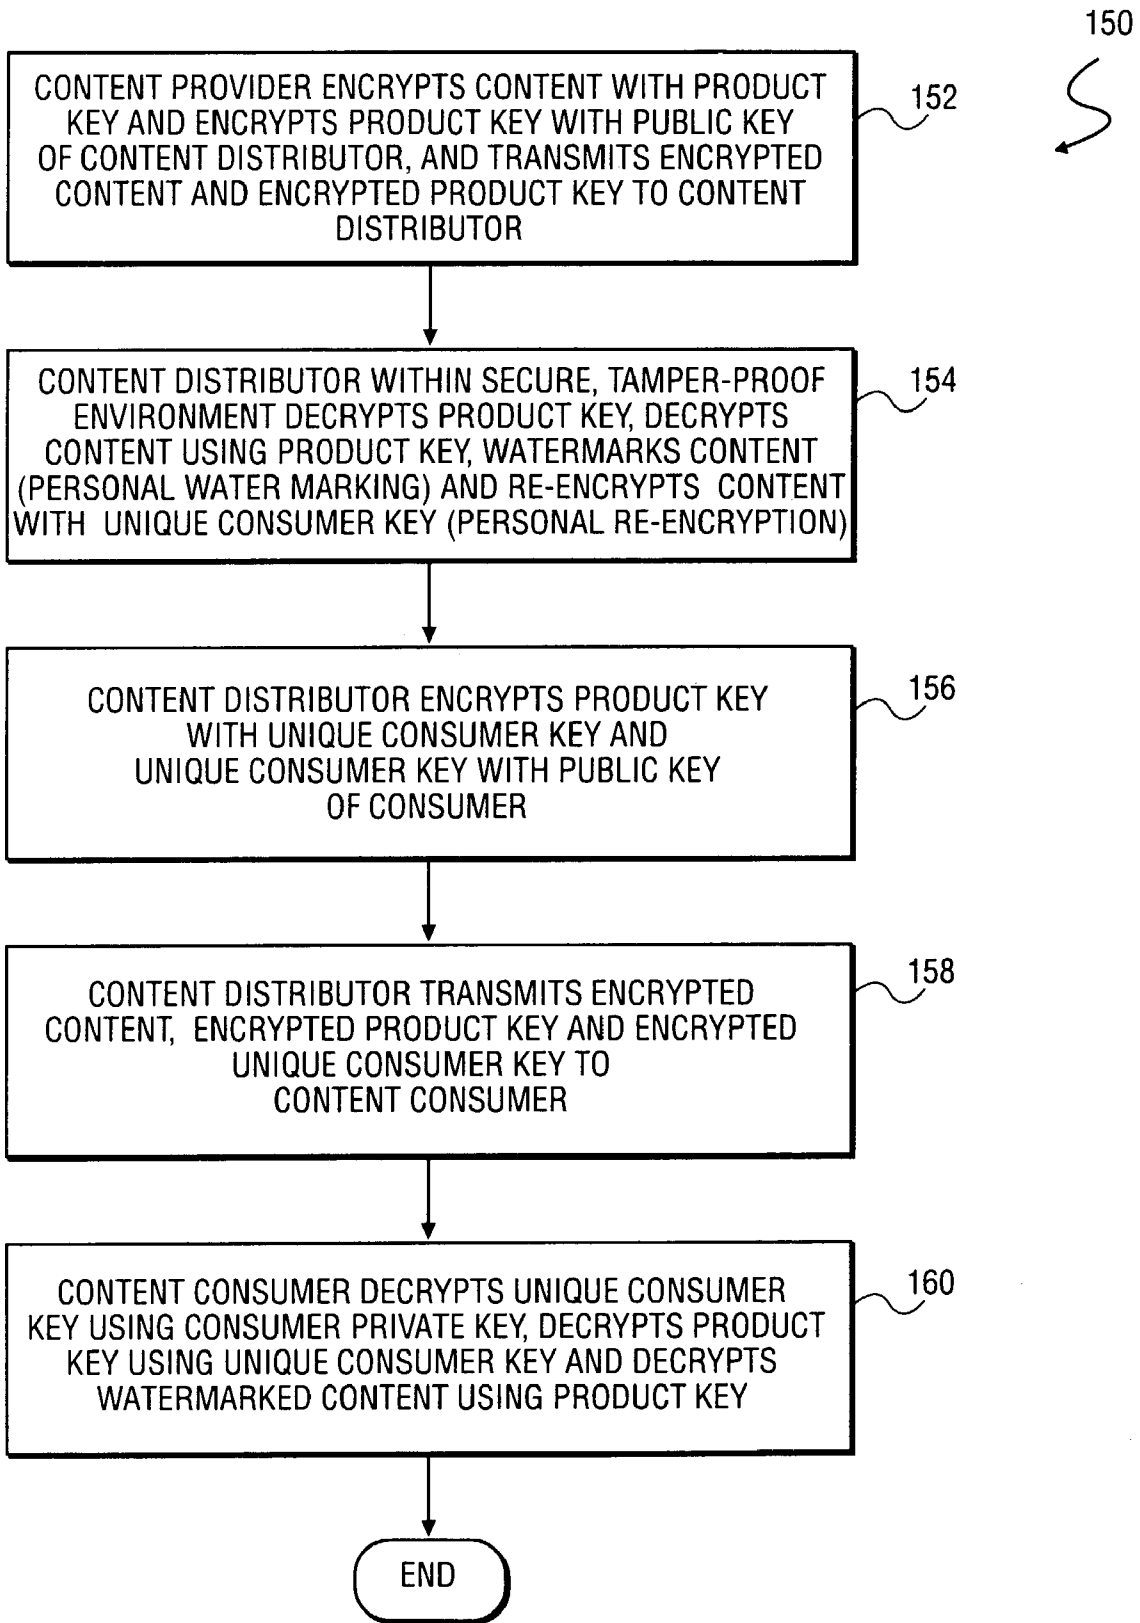 150
CONTENT PROVIDER ENCRYPTS CONTENT WITH PRODUCT
KEY AND ENCRYPTS PRODUCT KEY WITH PUBLIC KEY
OF CONTENT DISTRIBUTOR, AND TRANSMITS ENCRYPTED
CONTENT AND ENCRYPTED PRODUCT KEY TO CONTENT
DISTRIBUTOR
152
CONTENT DISTRIBUTOR WITHIN SECURE, TAMPER-PROOF
ENVIRONMENT DECRYPTS PRODUCT KEY, DECRYPTS
CONTENT USING PRODUCT KEY, WATERMARKS CONTENT
(PERSONAL WATER MARKING) AND RE-ENCRYPTS CONTENT
WITH UNIQUE CONSUMER KEY (PERSONAL RE-ENCRYPTION)
154
CONTENT DISTRIBUTOR ENCRYPTS PRODUCT KEY
WITH UNIQUE CONSUMER KEY AND
UNIQUE CONSUMER KEY WITH PUBLIC KEY
OF CONSUMER
156
CONTENT DISTRIBUTOR TRANSMITS ENCRYPTED
CONTENT, ENCRYPTED PRODUCT KEY AND ENCRYPTED
UNIQUE CONSUMER KEY TO
CONTENT CONSUMER
158
CONTENT CONSUMER DECRYPTS UNIQUE CONSUMER
KEY USING CONSUMER PRIVATE KEY, DECRYPTS PRODUCT
KEY USING UNIQUE CONSUMER KEY AND DECRYPTS
WATERMARKED CONTENT USING PRODUCT KEY
160
END